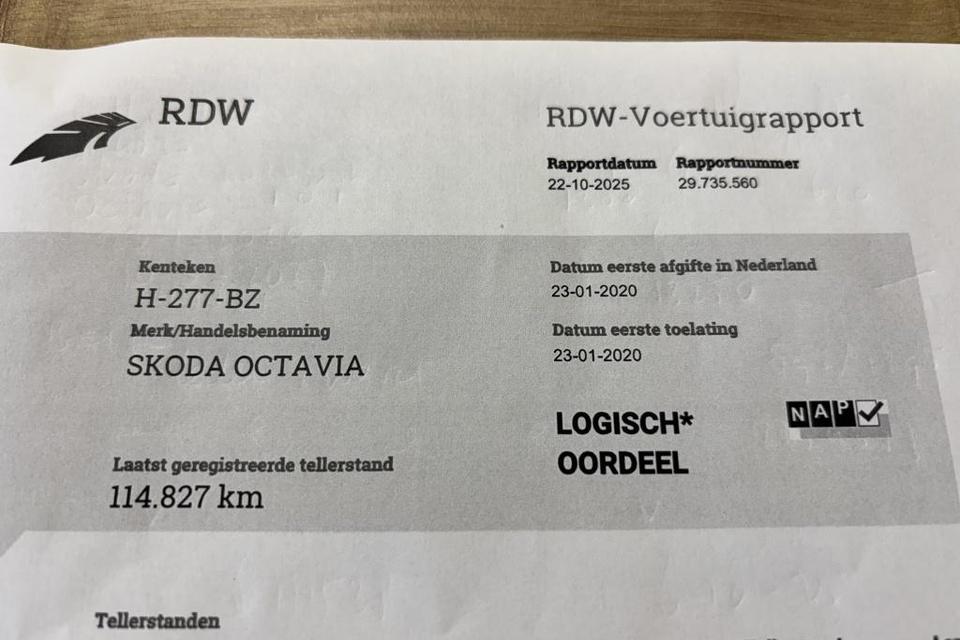 RDW
RDW-Voertuigrapport
Rapportdatum Rapportnummer
22-10-2025 29.735.560
Kenteken
H-277-BZ
Merk/Handelsbenaming
SKODA OCTAVIA
Laatst geregistreerde tellerstand
114.827 km
Datum eerste afgifte in Nederland
23-01-2020
Datum eerste toelating
23-01-2020
LOGISCH*
OORDEEL
NAP
Tellerstanden